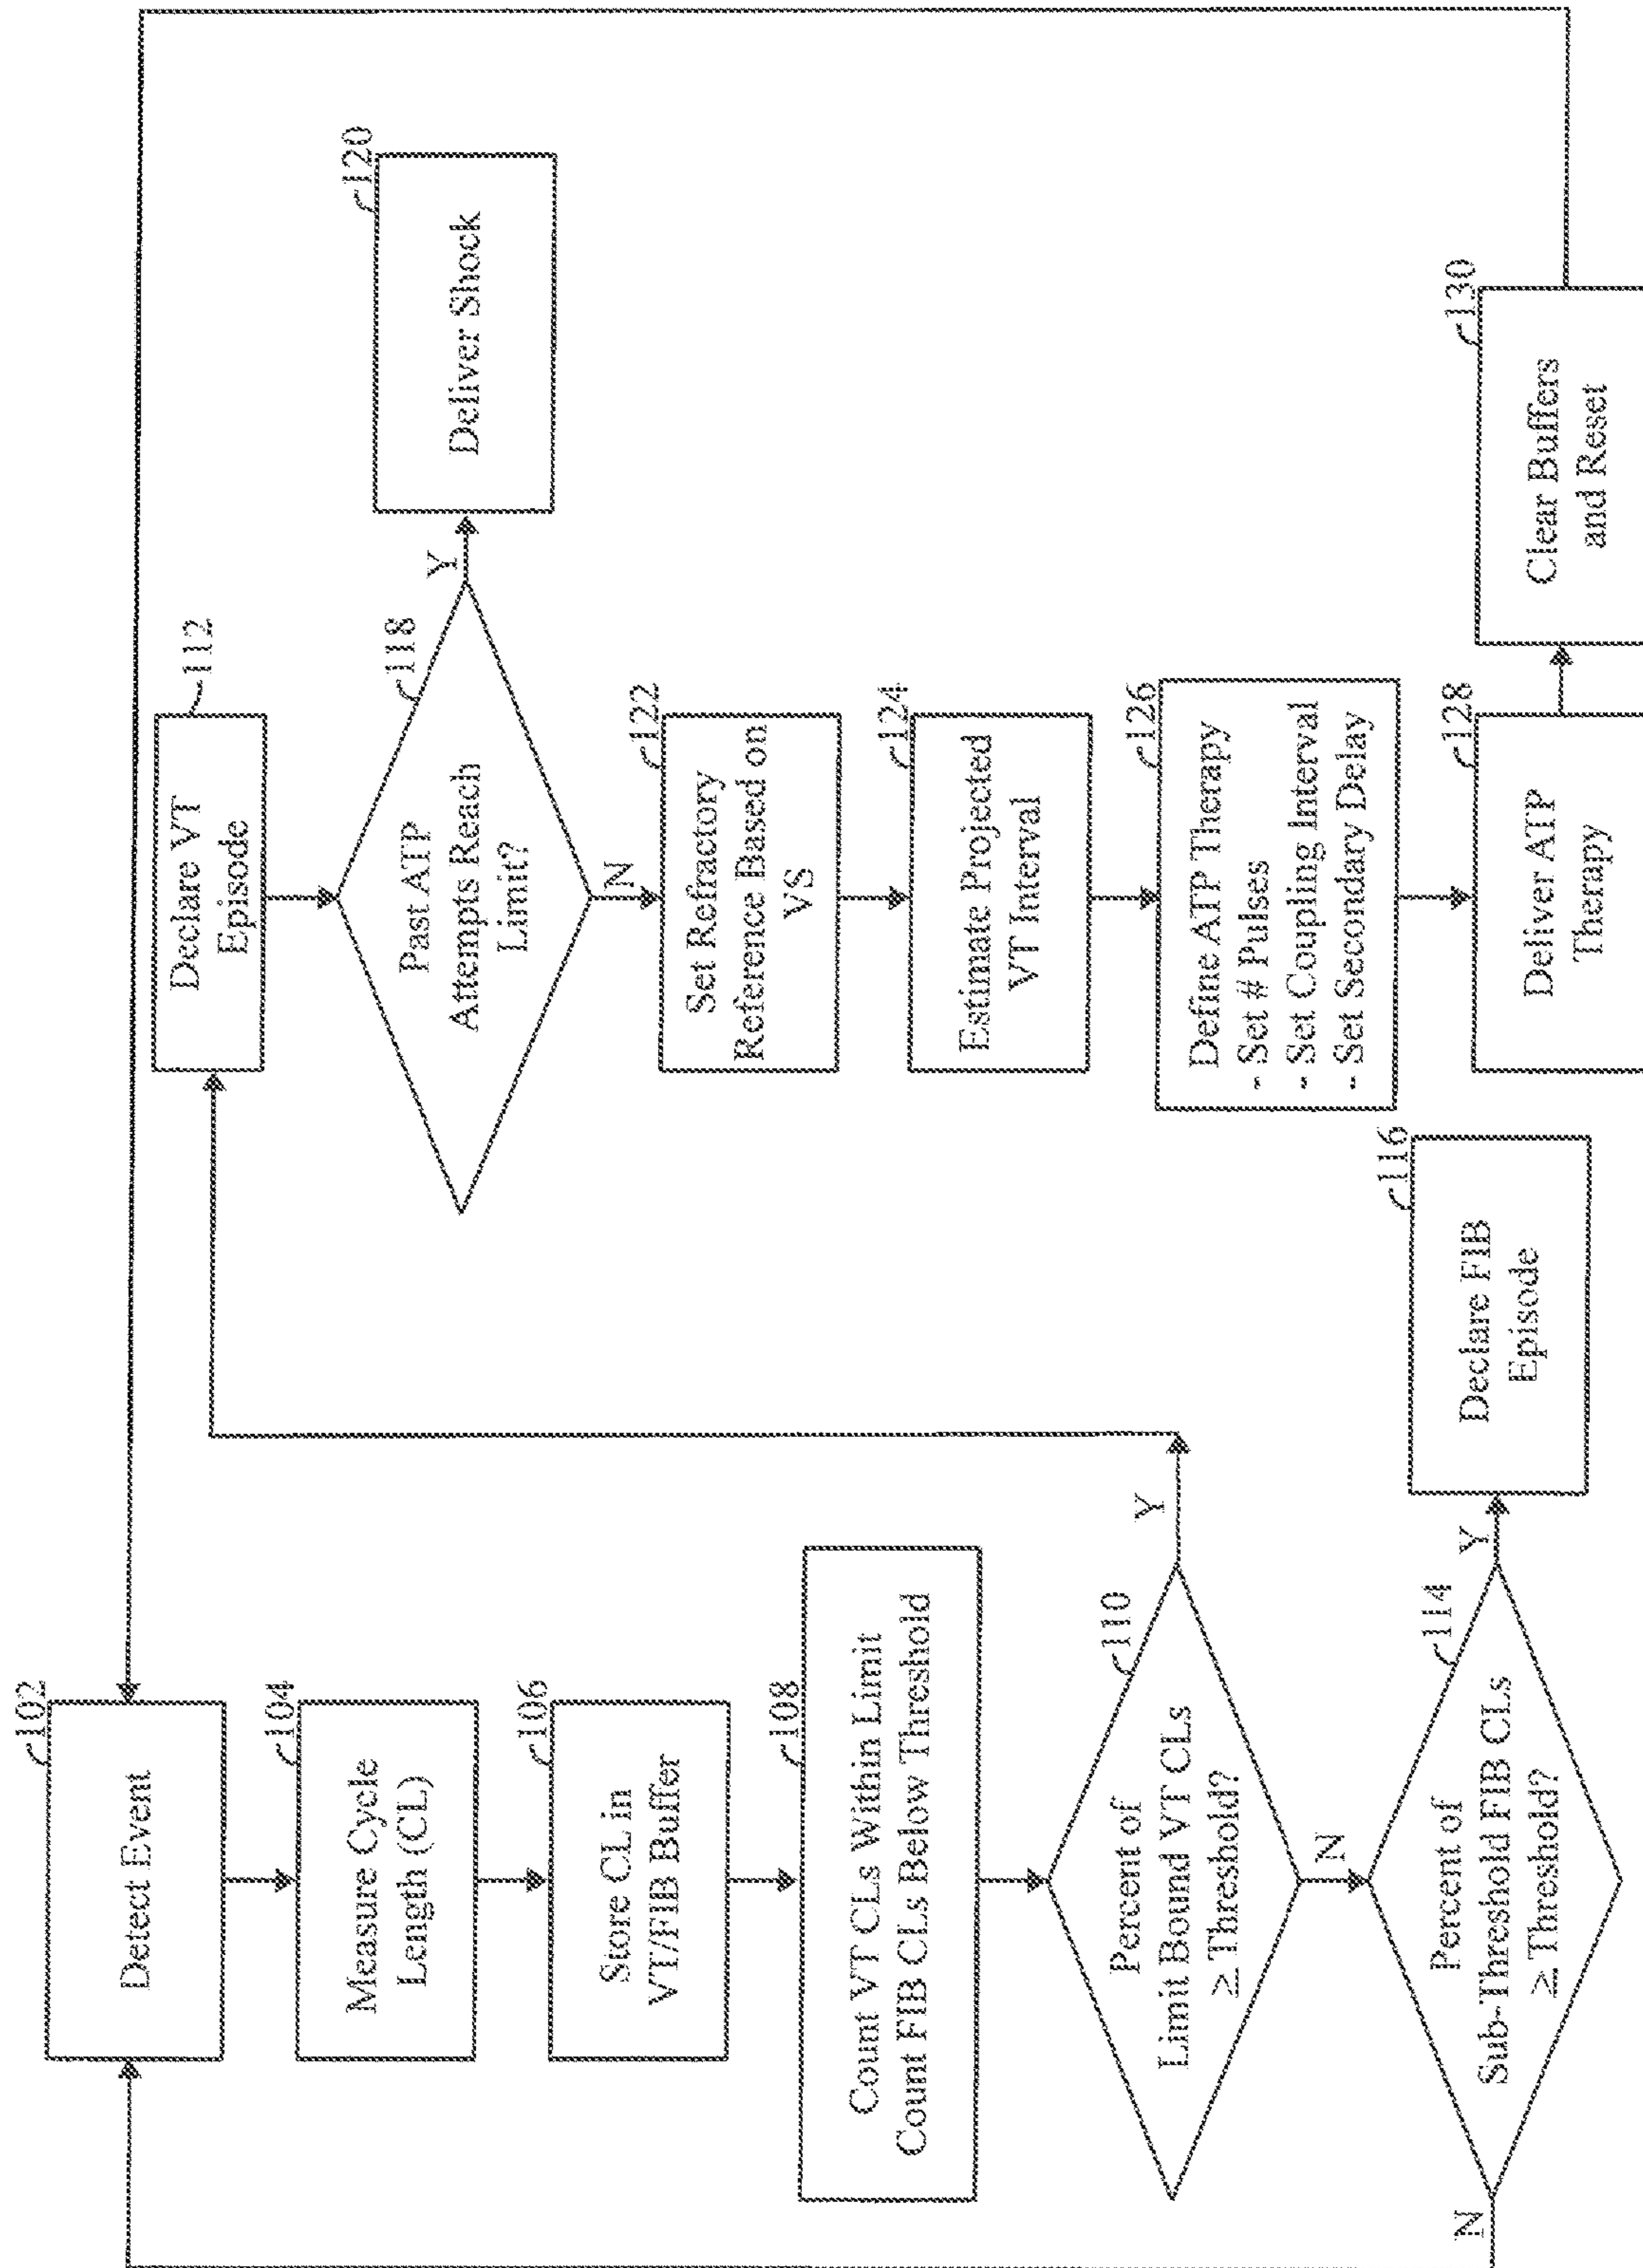 102
Detect Event
104
Measure Cycle
Length (CL)
106
Store CL in
VT/FIB Buffer
108
Count VT CLs Within Limit
Count FIB CLs Below Threshold
110
Percent of
Limit Bound VT CLs
≥ Threshold?
Y
N
114
Percent of
Sub-Threshold FIB CLs
≥ Threshold?
Y
N
116
Declare FIB
Episode
112
Declare VT
Episode
118
Past ATP
Attempts Reach
Limit?
Y
N
120
Deliver Shock
122
Set Refractory
Reference Based on
VS
124
Estimate Projected
VT Interval
126
Define ATP Therapy
- Set # Pulses
- Set Coupling Interval
- Set Secondary Delay
128
Deliver ATP
Therapy
130
Clear Buffers
and Reset